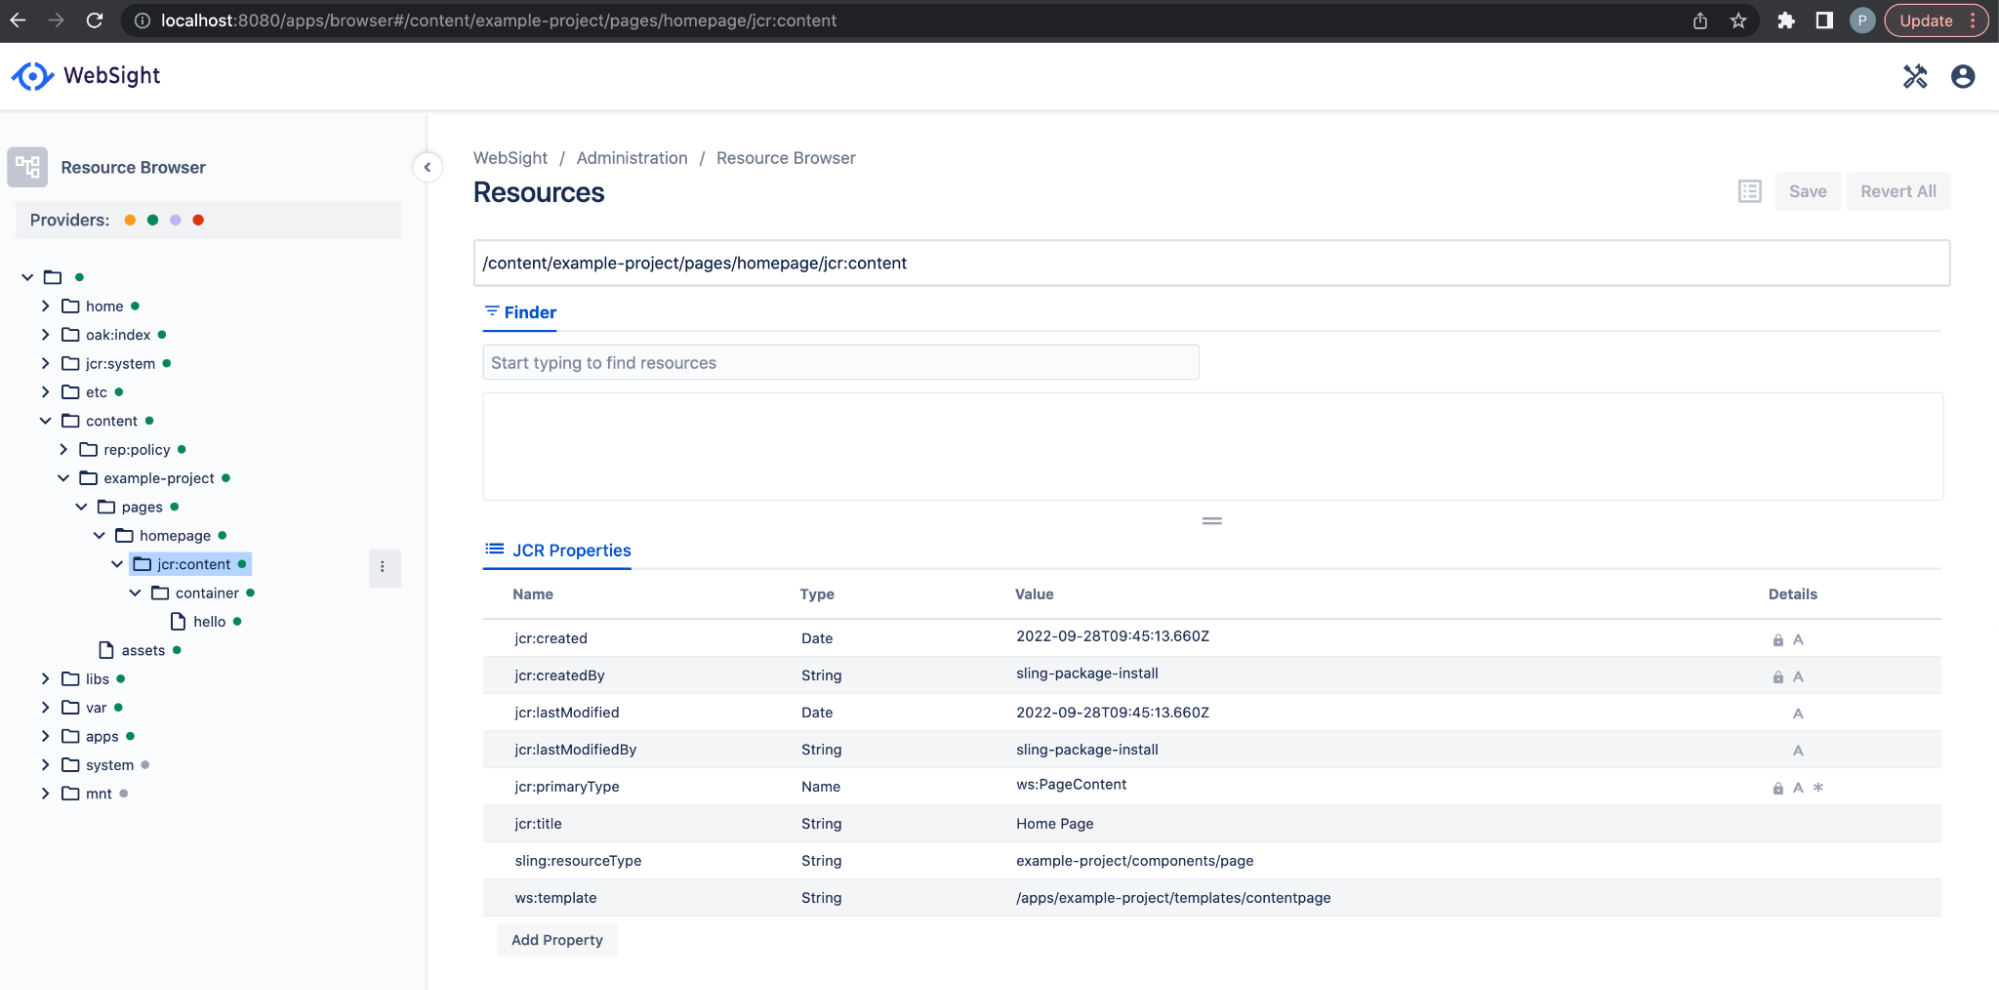 localhost:8080/apps/browser#/content/example-project/pages/homepage/jcr:content
P
Update
WebSight
Resource Browser
Providers:
home
oak:index
jcr:system
etc
content
rep:policy
example-project
pages
homepage
jcr:content
container
hello
assets
libs
var
apps
system
mnt
WebSight / Administration / Resource Browser
Resources
Save
Revert All
/content/example-project/pages/homepage/jcr:content
Finder
Start typing to find resources
JCR Properties
Name Type Value Details
jcr:created Date 2022-09-28T09:45:13.660Z A
jcr:createdBy String sling-package-install A
jcr:lastModified Date 2022-09-28T09:45:13.660Z A
jcr:lastModifiedBy String sling-package-install A
jcr:primaryType Name ws:PageContent A *
jcr:title String Home Page
sling:resourceType String example-project/components/page
ws:template String /apps/example-project/templates/contentpage
Add Property